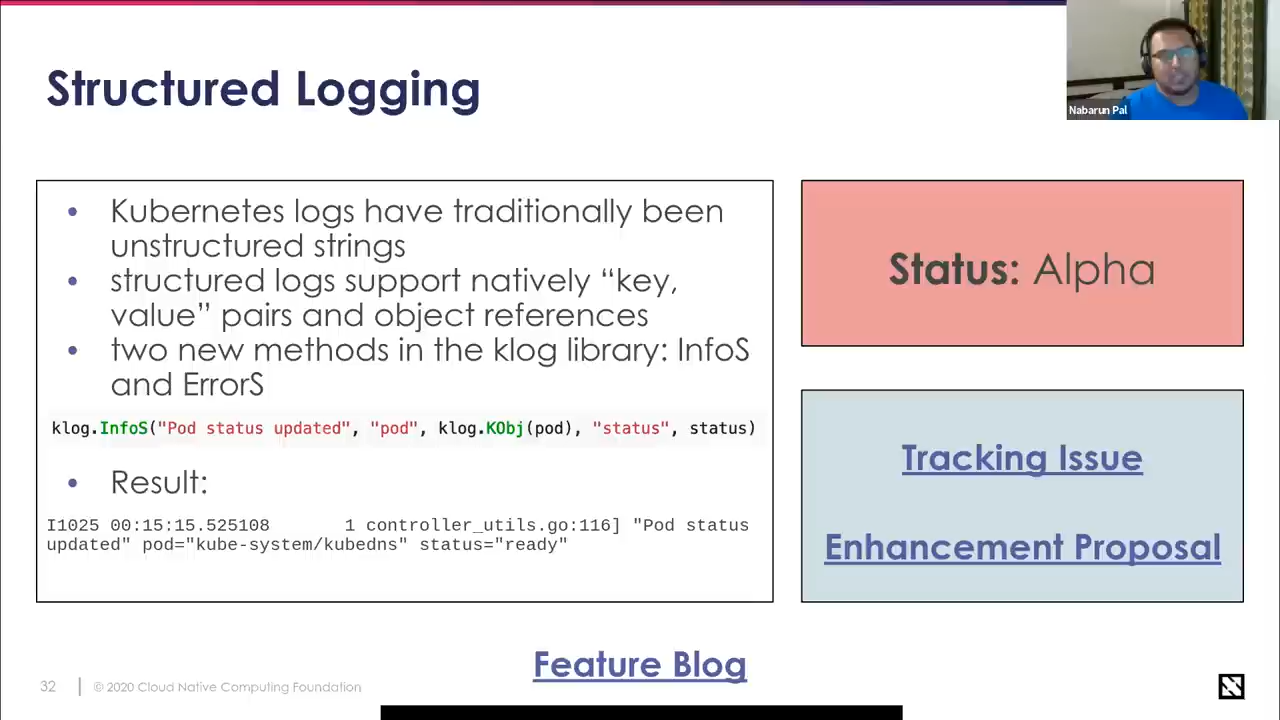 Structured Logging
Nabarun Pal
• Kubernetes logs have traditionally been
unstructured strings
• structured logs support natively “key,
value” pairs and object references
• two new methods in the klog library: InfoS
and ErrorS
klog.InfoS("Pod status updated", "pod", klog.KObj(pod), "status", status)
• Result:
I1025 00:15:15.525108       1 controller_utils.go:116] "Pod status
updated" pod="kube-system/kubedns" status="ready"
Status: Alpha
Tracking Issue
Enhancement Proposal
Feature Blog
32 | © 2020 Cloud Native Computing Foundation